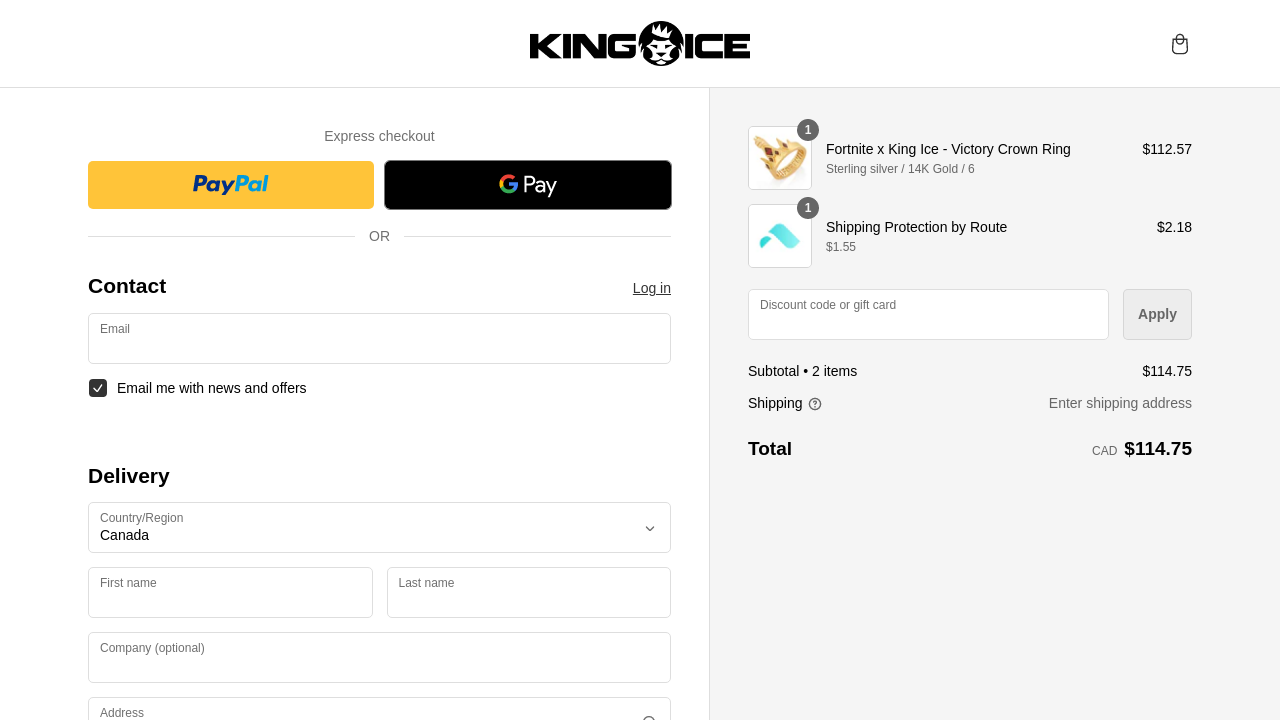 KING ICE
Express checkout
PayPal
G Pay
OR
Contact
Log in
Email
Email me with news and offers
Delivery
Country/Region
Canada
First name
Last name
Company (optional)
Address
1
Fortnite x King Ice - Victory Crown Ring
$112.57
Sterling silver / 14K Gold / 6
1
Shipping Protection by Route
$2.18
$1.55
Discount code or gift card
Apply
Subtotal • 2 items
$114.75
Shipping
Enter shipping address
Total
CAD $114.75